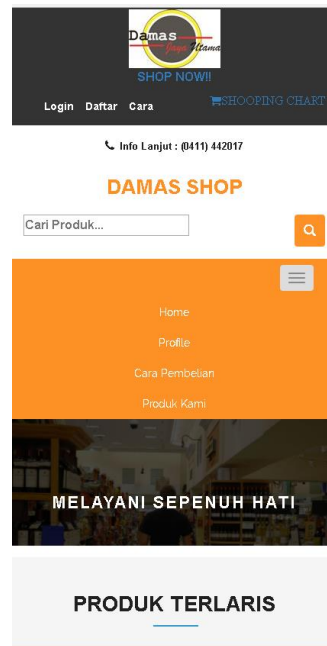 Damas
Jaya Utama
SHOP NOW!!
Login Daftar Cara
SHOOPING CHART
Info Lanjut : (0411) 442017
DAMAS SHOP
Cari Produk...
Home
Profile
Cara Pembelian
Produk Kami
MELAYANI SEPENUH HATI
PRODUK TERLARIS